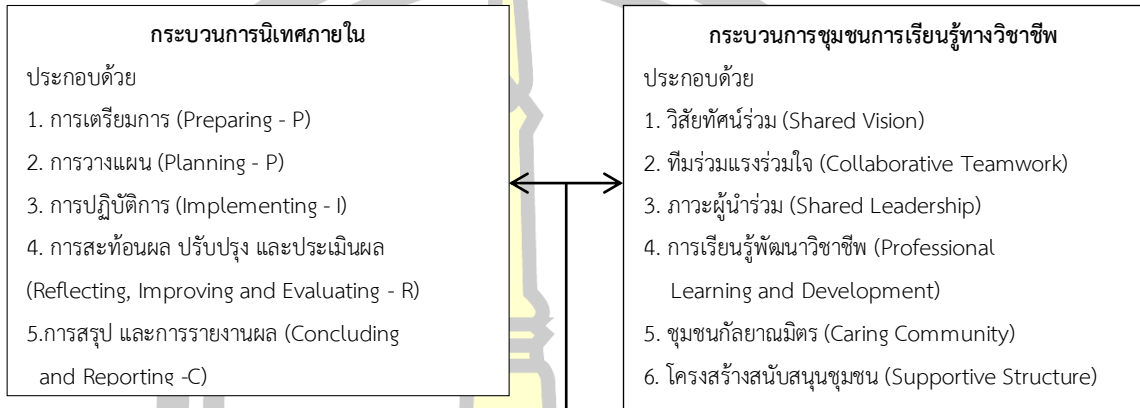 กระบวนการนิเทศภายใน
ประกอบด้วย
1. การเตรียมการ (Preparing - P)
2. การวางแผน (Planning - P)
3. การปฏิบัติการ (Implementing - I)
4. การสะท้อนผล ปรับปรุง และประเมินผล
(Reflecting, Improving and Evaluating - R)
5.การสรุป และการรายงานผล (Concluding
and Reporting -C)
กระบวนการชุมชนการเรียนรู้ทางวิชาชีพ
ประกอบด้วย
1. วิสัยทัศน์ร่วม (Shared Vision)
2. ทีมร่วมแรงร่วมใจ (Collaborative Teamwork)
3. ภาวะผู้นำร่วม (Shared Leadership)
4. การเรียนรู้พัฒนาวิชาชีพ (Professional
Learning and Development)
5. ชุมชนกัลยาณมิตร (Caring Community)
6. โครงสร้างสนับสนุนชุมชน (Supportive Structure)